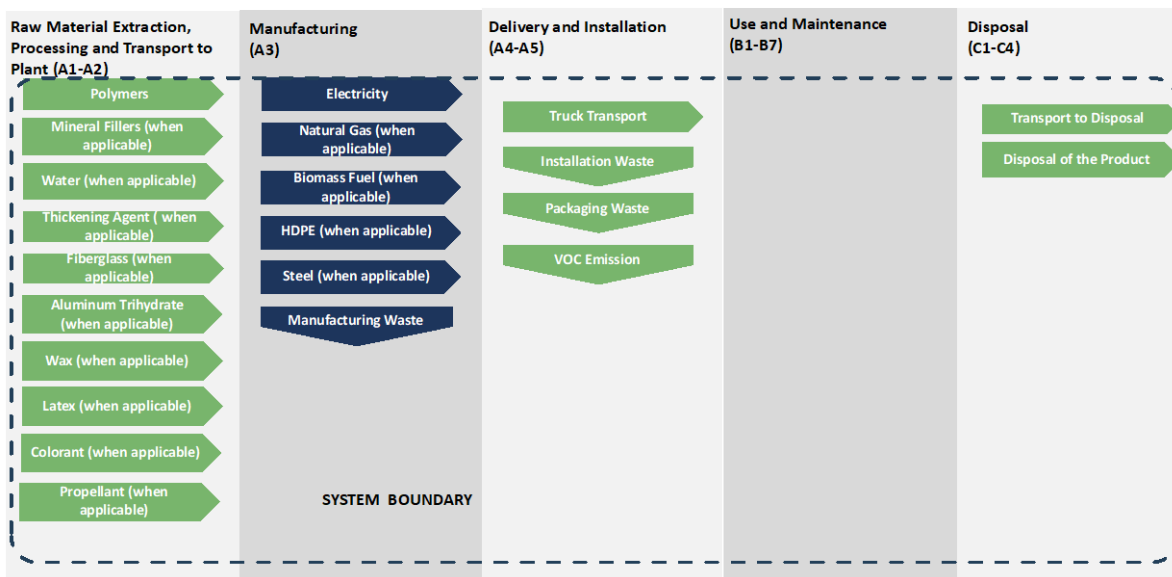 Raw Material Extraction,
Processing and Transport to
Plant (A1-A2)
Polymers
Mineral Fillers (when
applicable)
Water (when applicable)
Thickening Agent ( when
applicable)
Fiberglass (when
applicable)
Aluminum Trihydrate
(when applicable)
Wax (when applicable)
Latex (when applicable)
Colorant (when applicable)
Propellant (when
applicable)
Manufacturing
(A3)
Electricity
Natural Gas (when
applicable)
Biomass Fuel (when
applicable)
HDPE (when applicable)
Steel (when applicable)
Manufacturing Waste
SYSTEM BOUNDARY
Delivery and Installation
(A4-A5)
Truck Transport
Installation Waste
Packaging Waste
VOC Emission
Use and Maintenance
(B1-B7)
Disposal
(C1-C4)
Transport to Disposal
Disposal of the Product